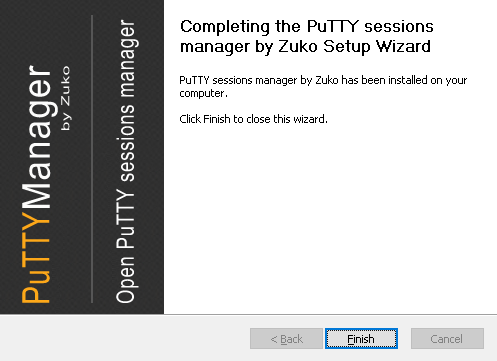 PuTTYManager
by Zuko
Open PuTTY sessions manager
Completing the PuTTY sessions
manager by Zuko Setup Wizard
PuTTY sessions manager by Zuko has been installed on your
computer.
Click Finish to close this wizard.
< Back
Finish
Cancel